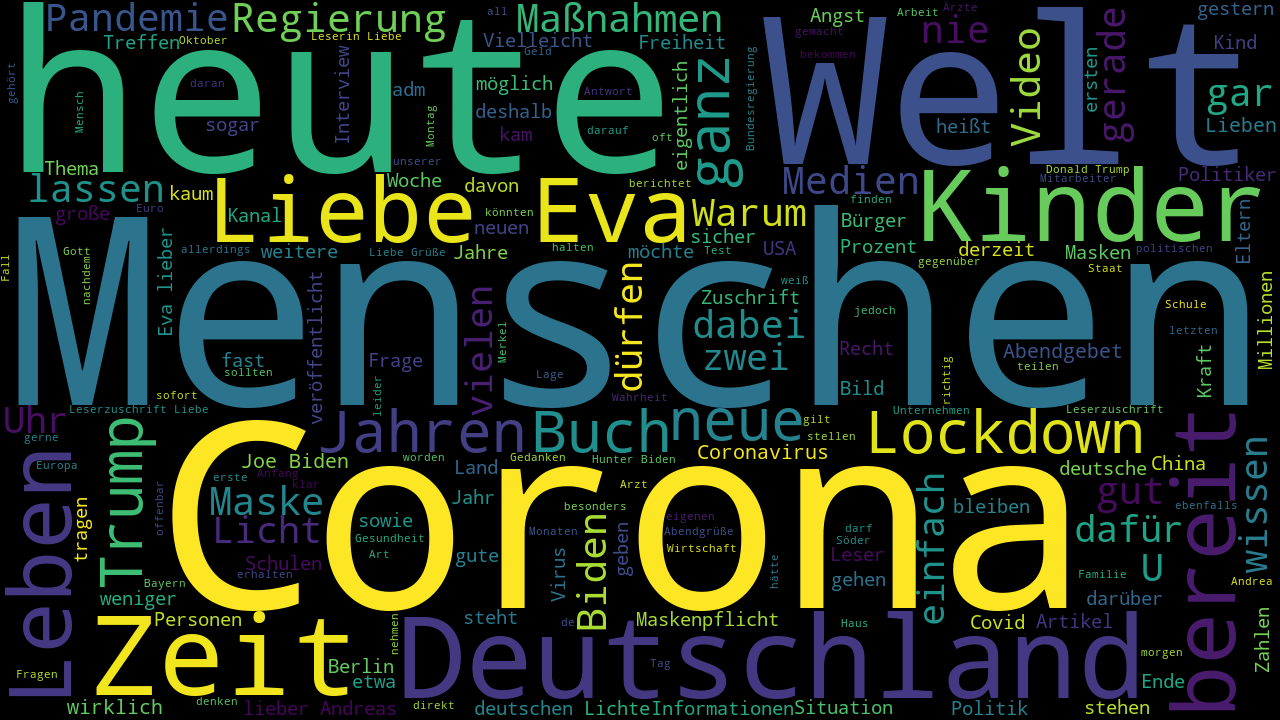 Pandemie
Regierung
Maßnahmen
Angst
Arbeit
Ärzte
gestern
all
Treffen
Oktober
Leserin Liebe
Vielleicht
Freiheit
nie
gemacht
Kind
heute
Welt
gehört
Mensch
daran
sogar
Interview
adm
Montag
möglich
deshalb
kam
Geld
Antwort
darauf
oft
eigentlich
ganz
Bundesregierung
bekommen
heißt
Video
ersten
gerade
gar
Lieben
unserer
Thema
lassen
kaum
Liebe Eva
Woche
davon
berichtet
Warum
Medien
Donald Trump
Mitarbeiter
Politiker
Kinder
große
Euro
Kanal
könnten
neuen
sicher
Bürger
finden
Eltern
Fall
Gott
nachdem
Eva lieber
allerdings
weitere
Liebe Grüße
Jahre
halten
möchte
Test
USA
Prozent
gegenüber
derzeit
Masken
politischen
Staat
Menschen
veröffentlicht
vielen
Merkel
dürfen
Zuschrift
weiß
dabei
zwei
jedoch
Recht
Schule
letzten
Millionen
fast
sollten
Frage
Lage
Abendgebet
teilen
Kraft
sofort
leider
Wahrheit
Bild
richtig
Uhr
Leserzuschrift Liebe
gerne
Jahren
Buch
neue
gilt
stellen
Unternehmen
Lockdown
Leserzuschrift
Europa
Leben
tragen
Trump
offenbar
Joe Biden
erste
Anfang
klar
worden
Land
Gedanken
Hunter Biden
Coronavirus
deutsche
China
bereit
Wissen
Maske
Licht
Corona
sowie
Gesundheit
Art
Jahr
Arzt
besonders
Monaten
Biden
geben
eigenen
Abendgrüße
Wirtschaft
hätte
darf
Söder
Leser
gehen
einfach
bleiben
gut
dafür
U
ebenfalls
Schulen
erhalten
Bayern
weniger
gute
Virus
Familie
darüber
Andrea
Personen
Zeit
nehmen
steht
de
Maskenpflicht
Haus
Covid
Artikel
Zahlen
Deutschland
Fragen
Berlin
etwa
Tag
morgen
Ende
wirklich
denken
lieber Andreas
direkt
deutschen
Lichte
Informationen
Situation
Politik
stehen